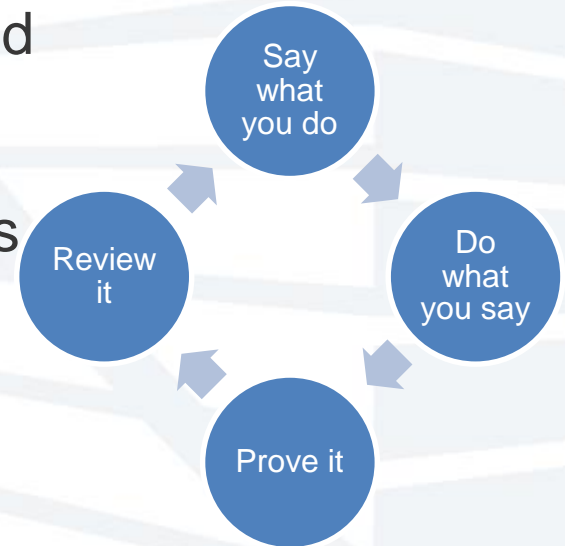 d
s
Say
what
you do
Do
what
you say
Prove it
Review
it